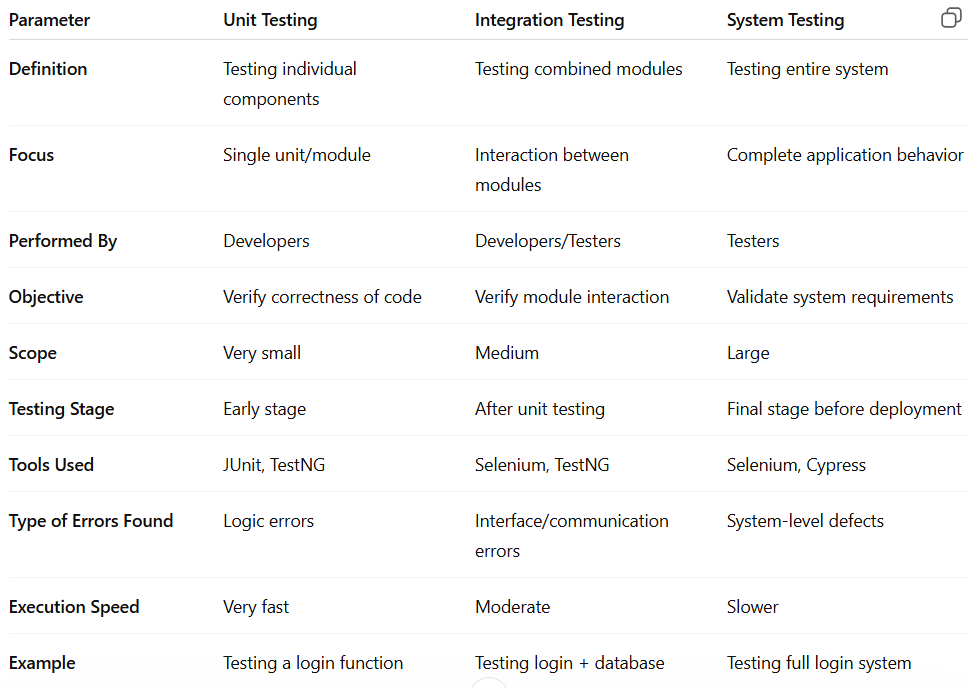 Parameter Unit Testing Integration Testing System Testing
Definition Testing individual Testing combined modules Testing entire system
components
Focus Single unit/module Interaction between Complete application behavior
modules
Performed By Developers Developers/Testers Testers
Objective Verify correctness of code Verify module interaction Validate system requirements
Scope Very small Medium Large
Testing Stage Early stage After unit testing Final stage before deployment
Tools Used JUnit, TestNG Selenium, TestNG Selenium, Cypress
Type of Errors Found Logic errors Interface/communication System-level defects
errors
Execution Speed Very fast Moderate Slower
Example Testing a login function Testing login + database Testing full login system